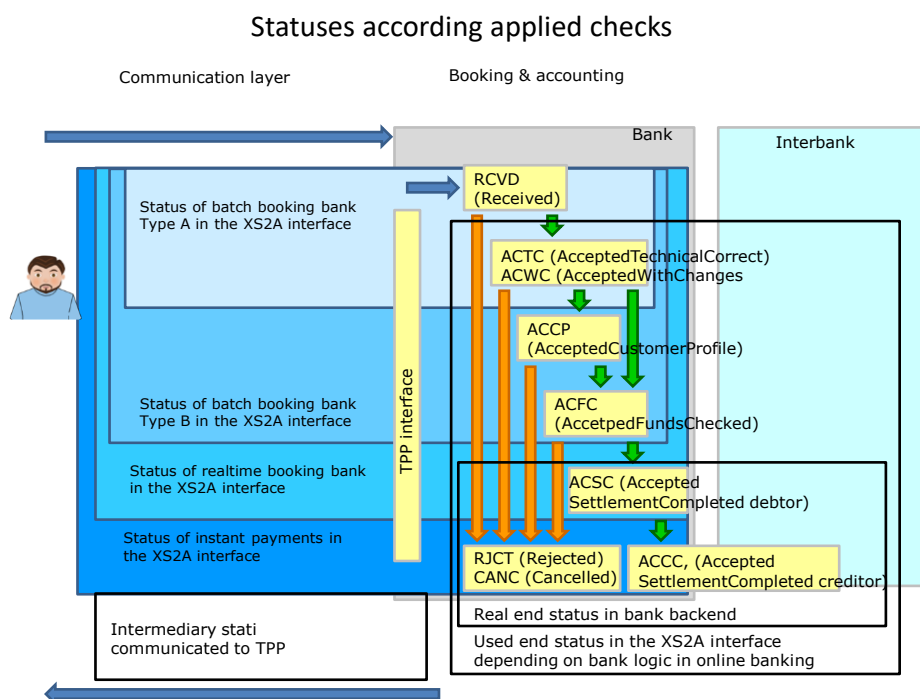 Statuses according applied checks
Communication layer
Booking & accounting
Bank
Interbank
RCVD
(Received)
Status of batch booking bank
Type A in the XS2A interface
ACTC (AcceptedTechnicalCorrect)
ACWC (AcceptedWithChanges
ACCP
(AcceptedCustomerProfile)
TPP interface
Status of batch booking bank
Type B in the XS2A interface
ACFC
(AccetpedFundsChecked)
Status of realtime booking bank
in the XS2A interface
ACSC (Accepted
SettlementCompleted debtor)
Status of instant payments in
the XS2A interface
RJCT (Rejected)
CANC (Cancelled)
ACCC, (Accepted
SettlementCompleted creditor)
Real end status in bank backend
Intermediary stati
communicated to TPP
Used end status in the XS2A interface
depending on bank logic in online banking